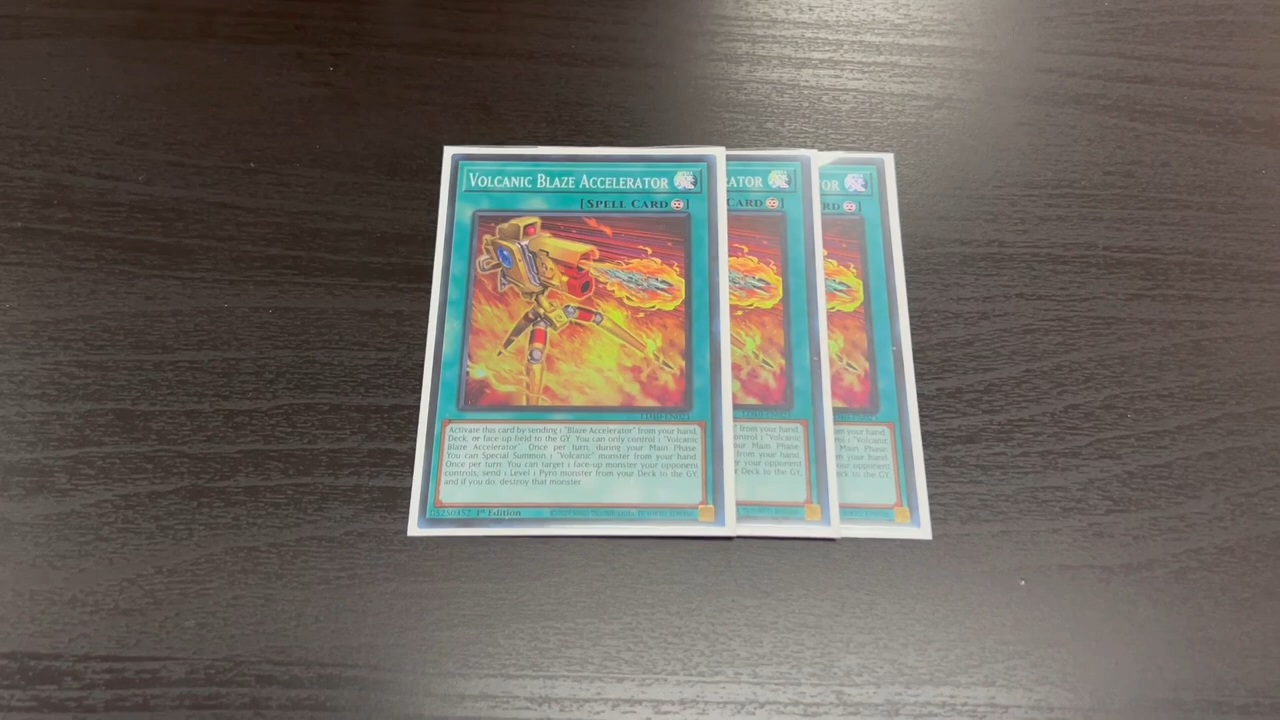 VOLCANIC BLAZE ACCELERATOR
[SPELL CARD]
LD10-EN023
Activate this card by sending 1 "Blaze Accelerator" from your hand,
Deck, or face-up field to the GY. You can only control 1 "Volcanic
Blaze Accelerator". Once per turn, during your Main Phase:
You can Special Summon 1 "Volcanic" monster from your hand.
Once per turn: You can target 1 face-up monster your opponent
controls; send 1 Level 1 Pyro monster from your Deck to the GY,
and if you do, destroy that monster.
1st Edition
ATOR
CARD]
from your hand,
"Volcanic
Main Phase:
your hand.
your opponent
Deck to the GY,
TOR
RD]
your hand,
"Volcanic
Main Phase:
your hand.
opponent
to the GY,